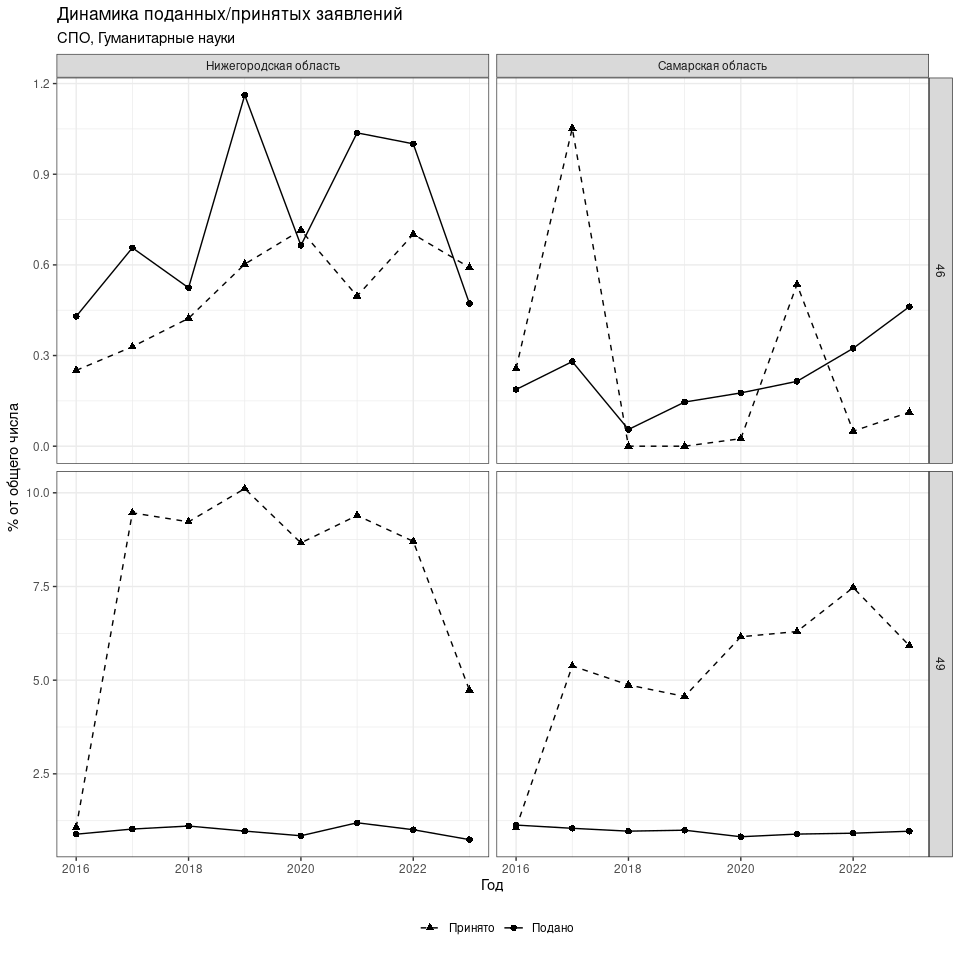 Динамика поданных/принятых заявлений
СПО, Гуманитарные науки
Нижегородская область
Самарская область
1.2
0.9
0.6
0.3
0.0
46
% от общего числа
10.0
7.5
5.0
2.5
49
2016 2018 2020 2022
2016 2018 2020 2022
Год
Принято Подано